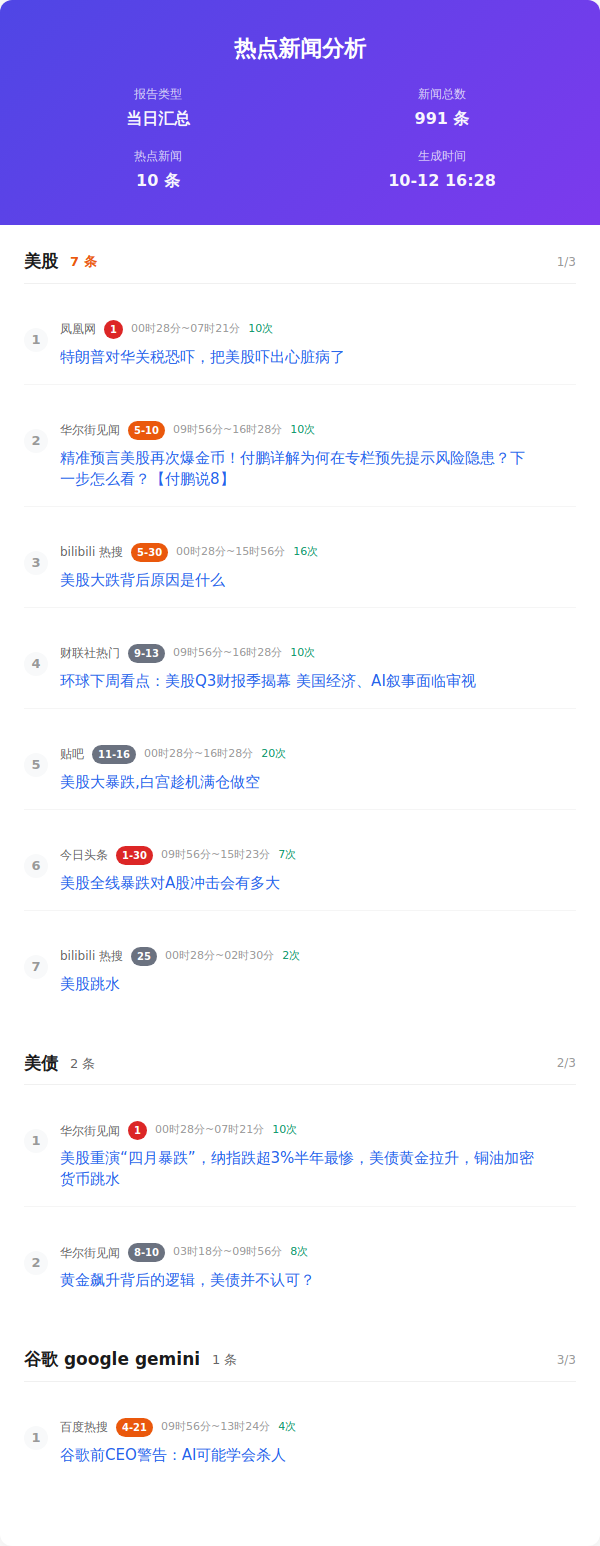 热点新闻分析
报告类型
新闻总数
当日汇总
991 条
热点新闻
生成时间
10 条
10-12 16:28
美股 7 条 1/3
1 凤凰网 1 00时28分~07时21分 10次
特朗普对华关税恐吓，把美股吓出心脏病了
2 华尔街见闻 5-10 09时56分~16时28分 10次
精准预言美股再次爆金币！付鹏详解为何在专栏预先提示风险隐患？下
一步怎么看？【付鹏说8】
3 bilibili 热搜 5-30 00时28分~15时56分 16次
美股大跌背后原因是什么
4 财联社热门 9-13 09时56分~16时28分 10次
环球下周看点：美股Q3财报季揭幕 美国经济、AI叙事面临审视
5 贴吧 11-16 00时28分~16时28分 20次
美股大暴跌,白宫趁机满仓做空
6 今日头条 1-30 09时56分~15时23分 7次
美股全线暴跌对A股冲击会有多大
7 bilibili 热搜 25 00时28分~02时30分 2次
美股跳水
美债 2 条 2/3
1 华尔街见闻 1 00时28分~07时21分 10次
美股重演“四月暴跌”，纳指跌超3%半年最惨，美债黄金拉升，铜油加密
货币跳水
2 华尔街见闻 8-10 03时18分~09时56分 8次
黄金飙升背后的逻辑，美债并不认可？
谷歌 google gemini 1 条 3/3
1 百度热搜 4-21 09时56分~13时24分 4次
谷歌前CEO警告：AI可能学会杀人